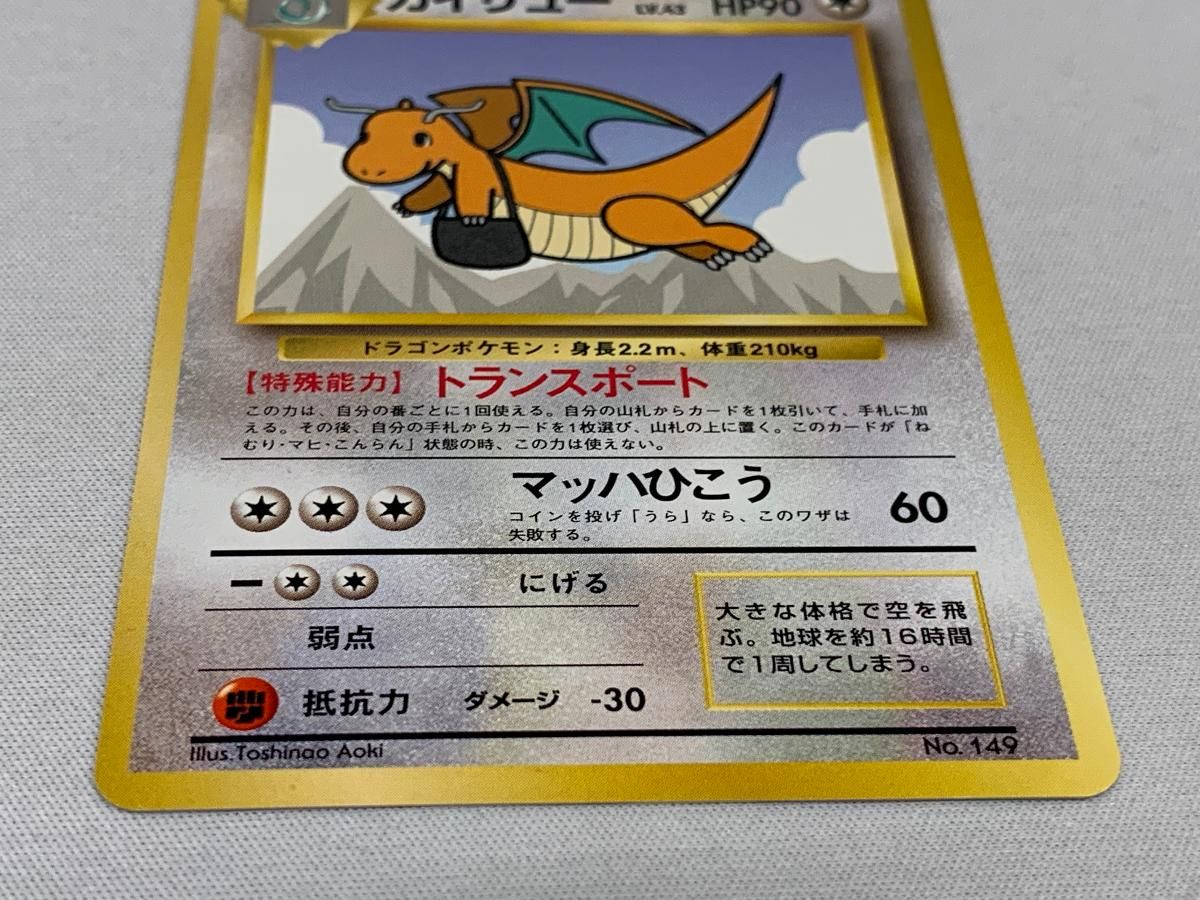 カイリュー LV.43 HP90
ドラゴンポケモン：身長2.2m、体重210kg
【特殊能力】 トランスポート
この力は、自分の番ごとに1回使える。自分の山札からカードを1枚引いて、手札に加
える。その後、自分の手札からカードを1枚選び、山札の上に置く。このカードが「ね
むり・マヒ・こんらん」状態の時、この力は使えない。
マッハひこう 60
コインを投げ「うら」なら、このワザは
失敗する。
にげる
弱点
抵抗力 ダメージ -30
大きな体格で空を飛
ぶ。地球を約16時間
で1周してしまう。
Illus.Toshinao Aoki
No. 149